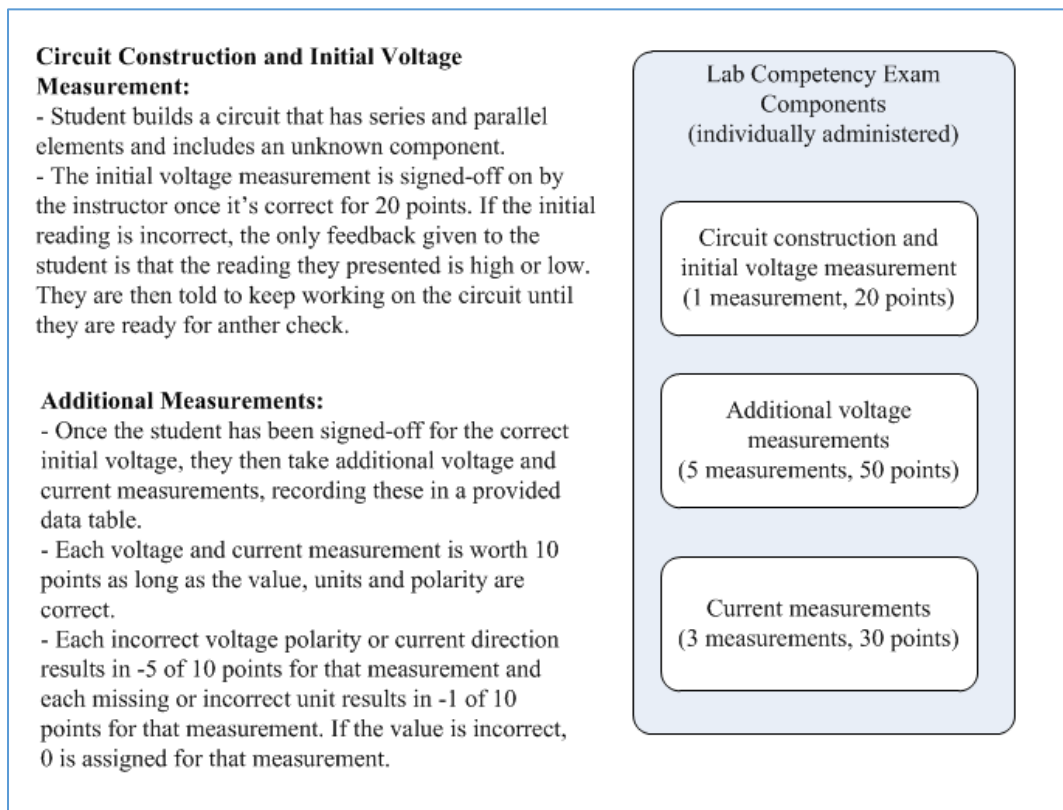 Circuit Construction and Initial Voltage
Measurement:
- Student builds a circuit that has series and parallel
elements and includes an unknown component.
- The initial voltage measurement is signed-off on by
the instructor once it's correct for 20 points. If the initial
reading is incorrect, the only feedback given to the
student is that the reading they presented is high or low.
They are then told to keep working on the circuit until
they are ready for anther check.
Additional Measurements:
- Once the student has been signed-off for the correct
initial voltage, they then take additional voltage and
current measurements, recording these in a provided
data table.
- Each voltage and current measurement is worth 10
points as long as the value, units and polarity are
correct.
- Each incorrect voltage polarity or current direction
results in -5 of 10 points for that measurement and
each missing or incorrect unit results in -1 of 10
points for that measurement. If the value is incorrect,
0 is assigned for that measurement.
Lab Competency Exam
Components
(individually administered)
Circuit construction and
initial voltage measurement
(1 measurement, 20 points)
Additional voltage
measurements
(5 measurements, 50 points)
Current measurements
(3 measurements, 30 points)